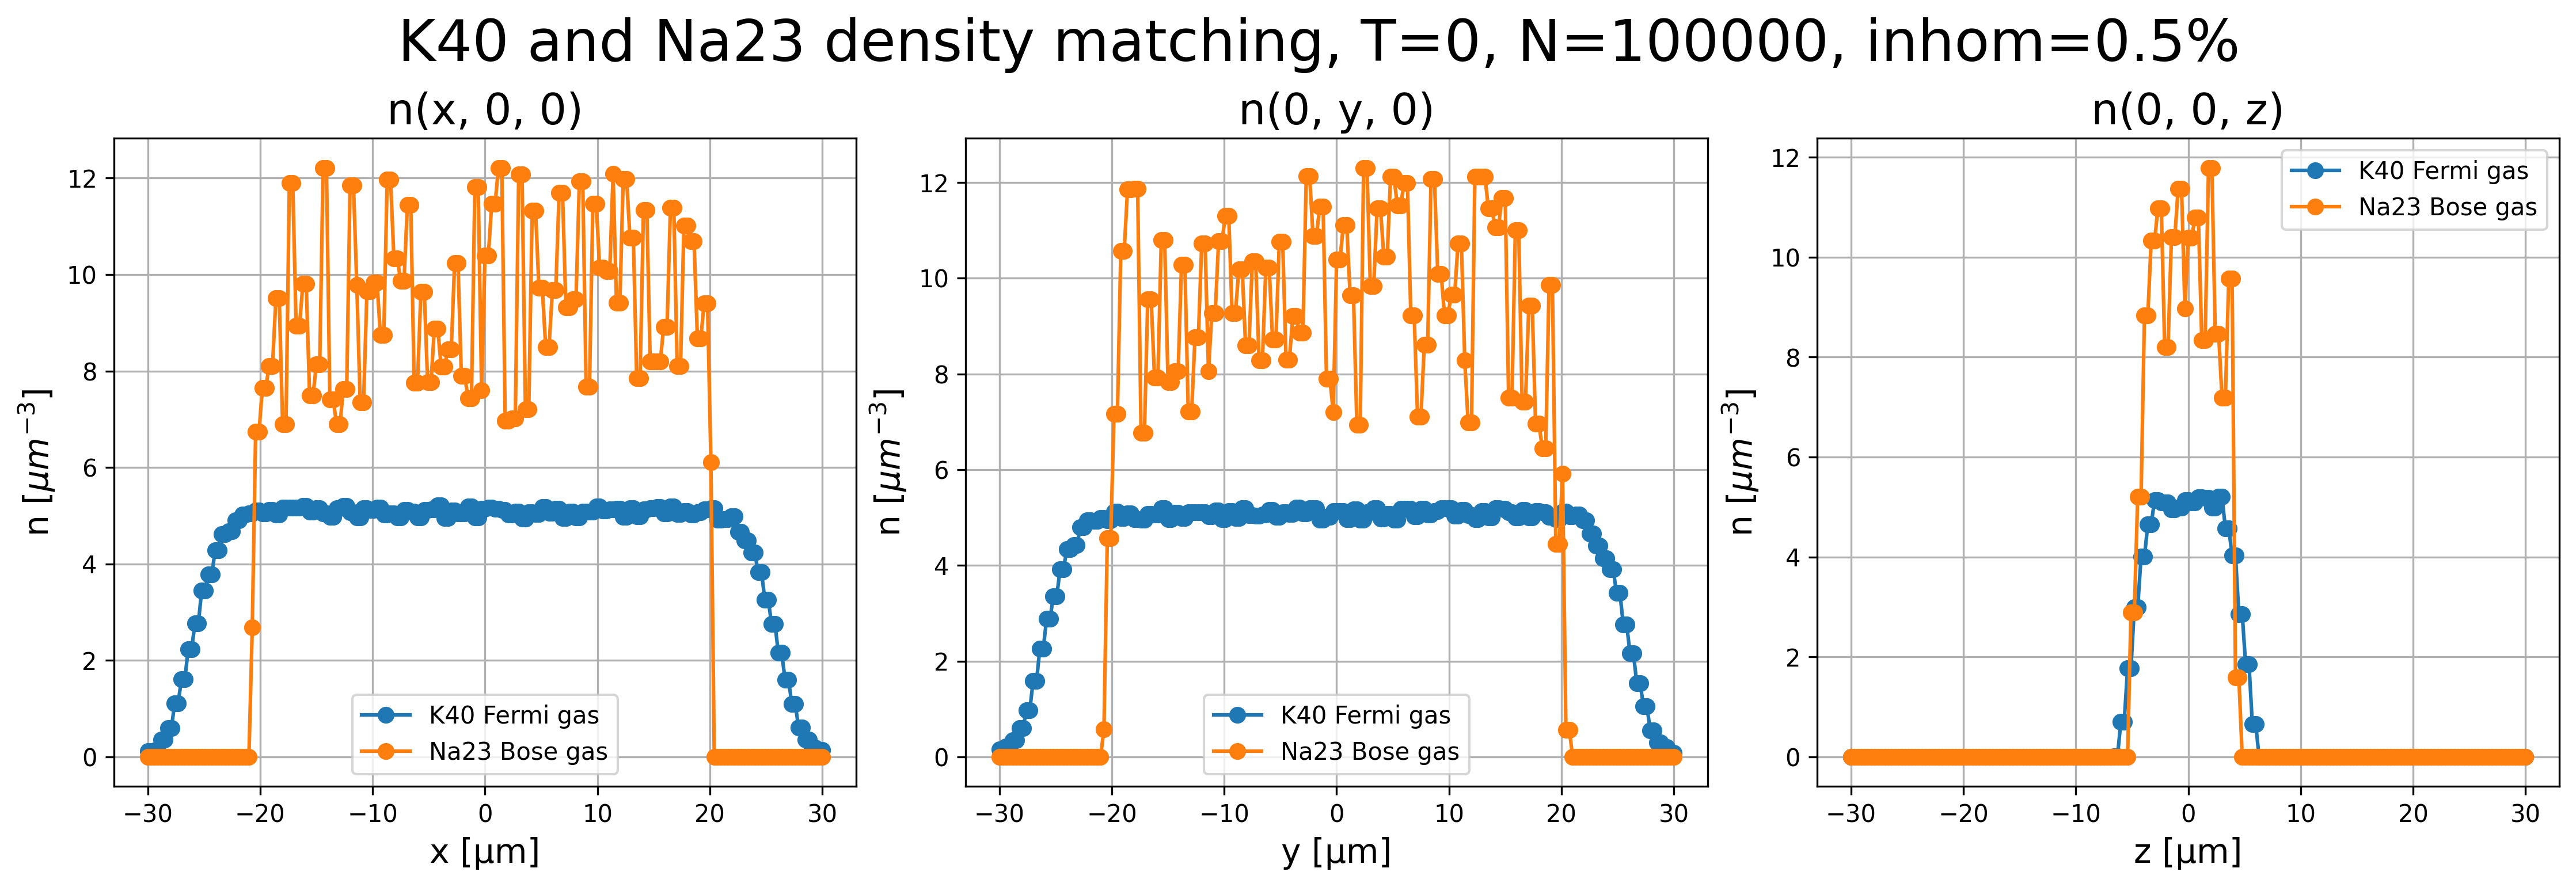 K40 and Na23 density matching, T=0, N=100000, inhom=0.5%
n(x, 0, 0)
n [μm⁻³]
12
10
8
6
4
2
0
−30
−20
−10
0
10
20
30
x [μm]
K40 Fermi gas
Na23 Bose gas
n(0, y, 0)
n [μm⁻³]
12
10
8
6
4
2
0
−30
−20
−10
0
10
20
30
y [μm]
K40 Fermi gas
Na23 Bose gas
n(0, 0, z)
n [μm⁻³]
12
10
8
6
4
2
0
−30
−20
−10
0
10
20
30
z [μm]
K40 Fermi gas
Na23 Bose gas